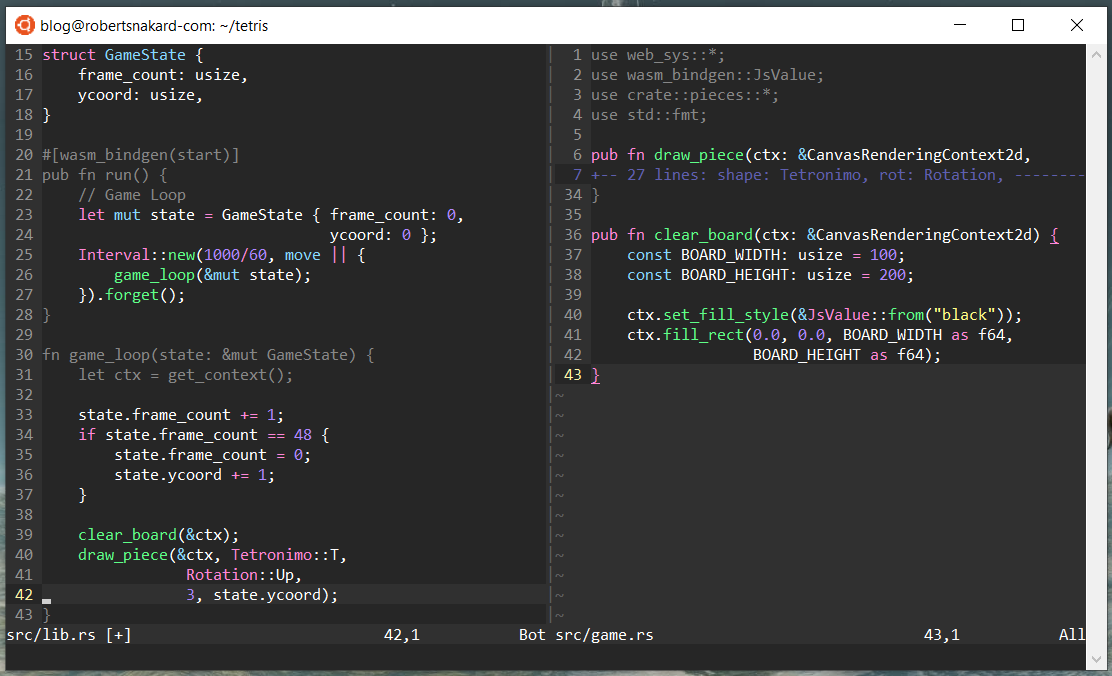 blog@robertsnakard-com: ~/tetris
15 struct GameState {
16     frame_count: usize,
17     ycoord: usize,
18 }
19
20 #[wasm_bindgen(start)]
21 pub fn run() {
22     // Game Loop
23     let mut state = GameState { frame_count: 0,
24                                 ycoord: 0 };
25     Interval::new(1000/60, move || {
26         game_loop(&mut state);
27     }).forget();
28 }
29
30 fn game_loop(state: &mut GameState) {
31     let ctx = get_context();
32
33     state.frame_count += 1;
34     if state.frame_count == 48 {
35         state.frame_count = 0;
36         state.ycoord += 1;
37     }
38
39     clear_board(&ctx);
40     draw_piece(&ctx, Tetronimo::T,
41                 Rotation::Up,
42                 3, state.ycoord);
43 }
src/lib.rs [+] 42,1 Bot
1 use web_sys::*;
2 use wasm_bindgen::JsValue;
3 use crate::pieces::*;
4 use std::fmt;
5
6 pub fn draw_piece(ctx: &CanvasRenderingContext2d,
7 +-- 27 lines: shape: Tetronimo, rot: Rotation, --------
34 }
35
36 pub fn clear_board(ctx: &CanvasRenderingContext2d) {
37     const BOARD_WIDTH: usize = 100;
38     const BOARD_HEIGHT: usize = 200;
39
40     ctx.set_fill_style(&JsValue::from("black"));
41     ctx.fill_rect(0.0, 0.0, BOARD_WIDTH as f64,
42                   BOARD_HEIGHT as f64);
43 }
~
~
~
~
~
~
~
~
~
~
~
~
src/game.rs 43,1 All